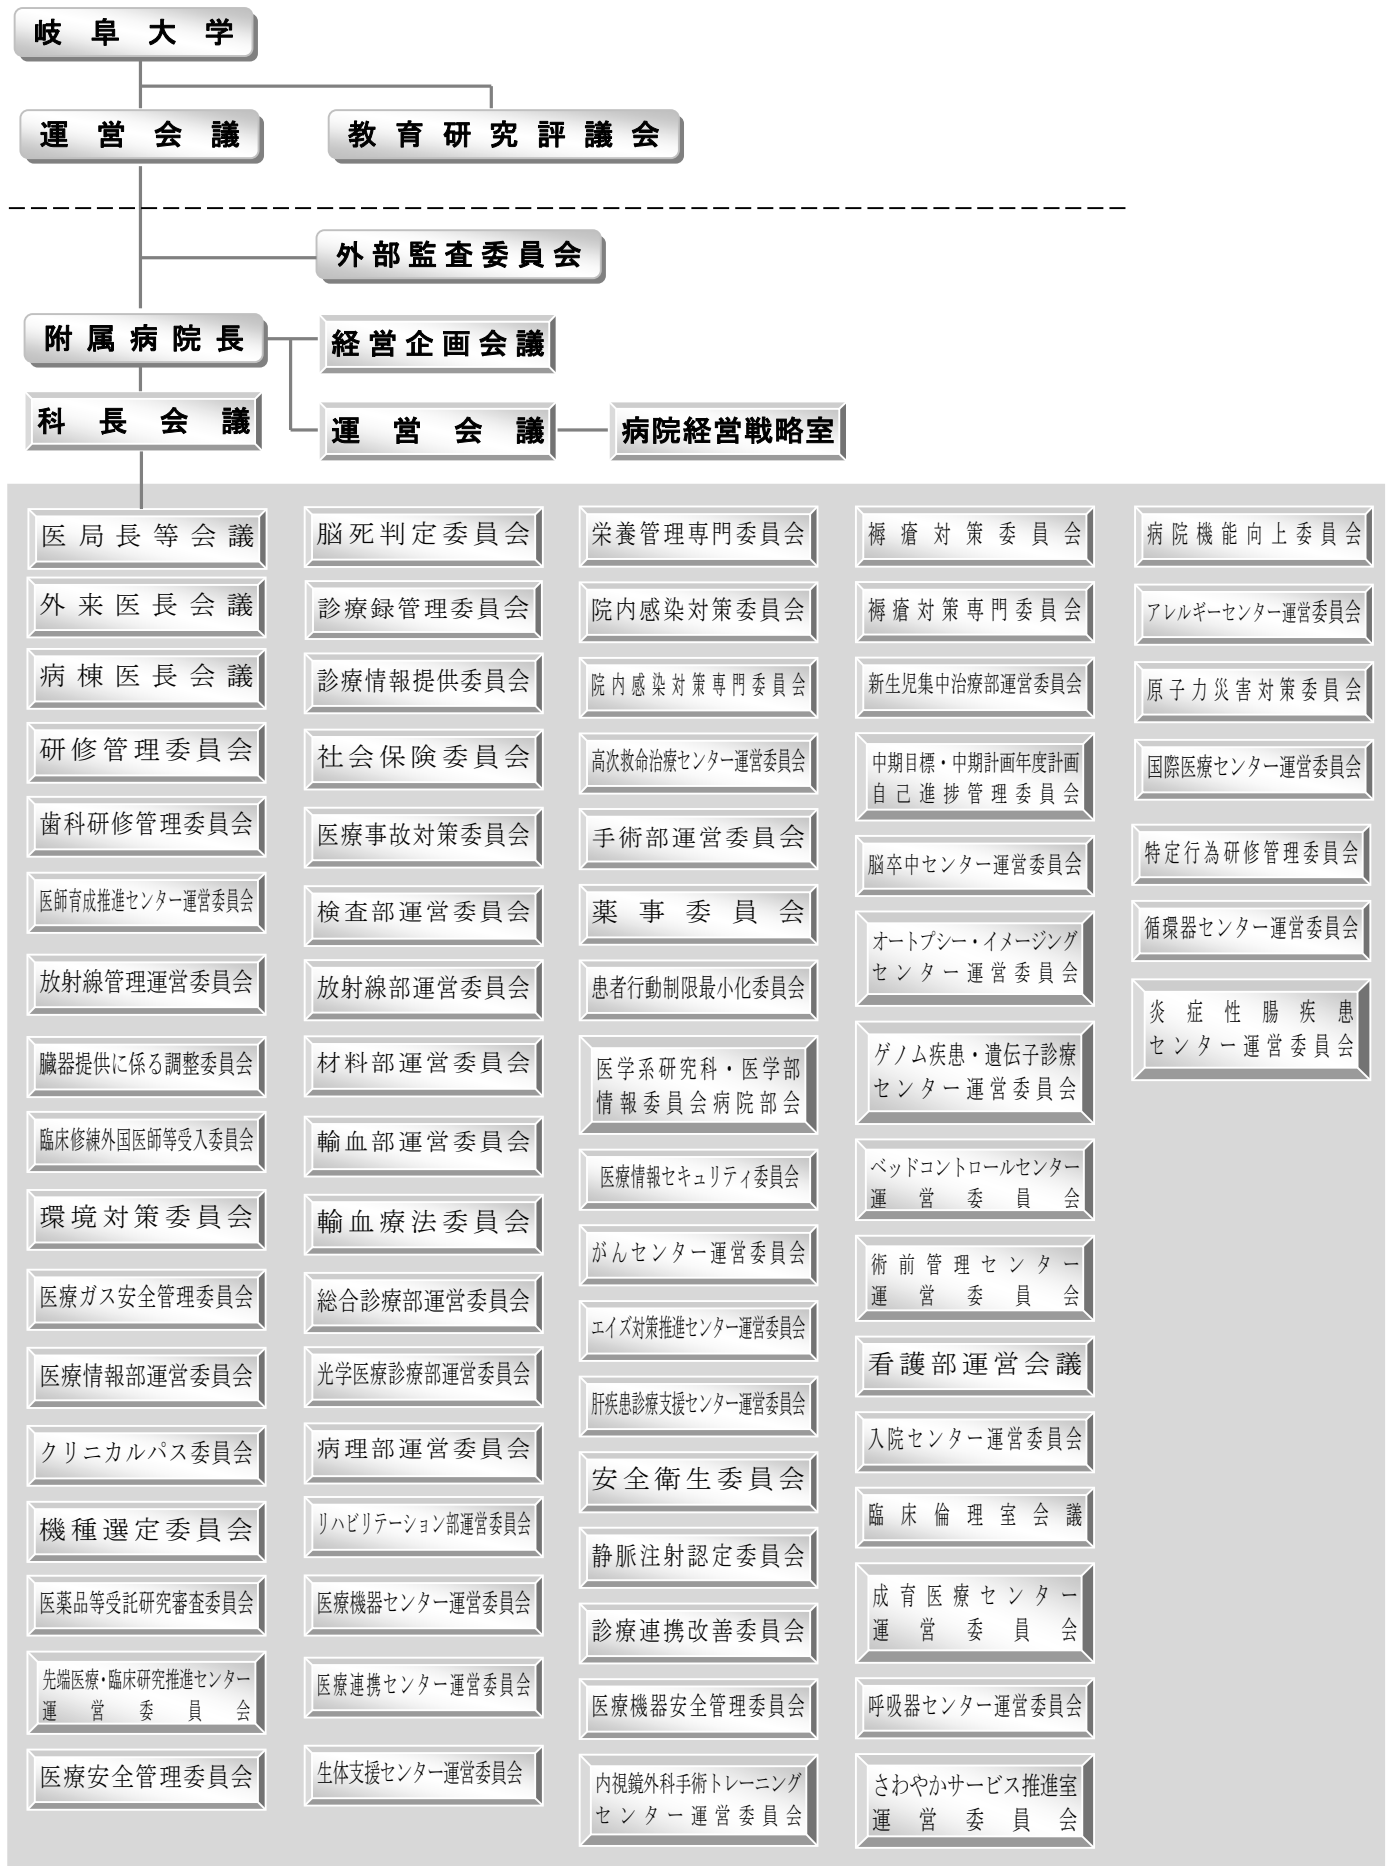 岐阜大学
運営会議
教育研究評議会
外部監査委員会
附属病院長
経営企画会議
科長会議
運営会議
病院経営戦略室
医局長等会議
外来医長会議
病棟医長会議
研修管理委員会
歯科研修管理委員会
医師育成推進センター運営委員会
放射線管理運営委員会
臓器提供に係る調整委員会
臨床修練外国医師等受入委員会
環境対策委員会
医療ガス安全管理委員会
医療情報部運営委員会
クリニカルパス委員会
機種選定委員会
医薬品等受託研究審査委員会
先端医療・臨床研究推進センター
運営委員会
医療安全管理委員会
脳死判定委員会
診療録管理委員会
診療情報提供委員会
社会保険委員会
医療事故対策委員会
検査部運営委員会
放射線部運営委員会
材料部運営委員会
輸血部運営委員会
輸血療法委員会
総合診療部運営委員会
光学医療診療部運営委員会
病理部運営委員会
リハビリテーション部運営委員会
医療機器センター運営委員会
医療連携センター運営委員会
生体支援センター運営委員会
栄養管理専門委員会
院内感染対策委員会
院内感染対策専門委員会
高次救命治療センター運営委員会
手術部運営委員会
薬事委員会
患者行動制限最小化委員会
医学系研究科・医学部
情報委員会病院部会
医療情報セキュリティ委員会
がんセンター運営委員会
エイズ対策推進センター運営委員会
肝疾患診療支援センター運営委員会
安全衛生委員会
静脈注射認定委員会
診療連携改善委員会
医療機器安全管理委員会
内視鏡外科手術トレーニング
センター運営委員会
褥瘡対策委員会
褥瘡対策専門委員会
新生児集中治療部運営委員会
中期目標・中期計画年度計画
自己進捗管理委員会
脳卒中センター運営委員会
オートプシー・イメージング
センター運営委員会
ゲノム疾患・遺伝子診療
センター運営委員会
ベッドコントロールセンター
運営委員会
術前管理センター
運営委員会
看護部運営会議
入院センター運営委員会
臨床倫理室会議
成育医療センター
運営委員会
呼吸器センター運営委員会
さわやかサービス推進室
運営委員会
病院機能向上委員会
アレルギーセンター運営委員会
原子力災害対策委員会
国際医療センター運営委員会
特定行為研修管理委員会
循環器センター運営委員会
炎症性腸疾患
センター運営委員会